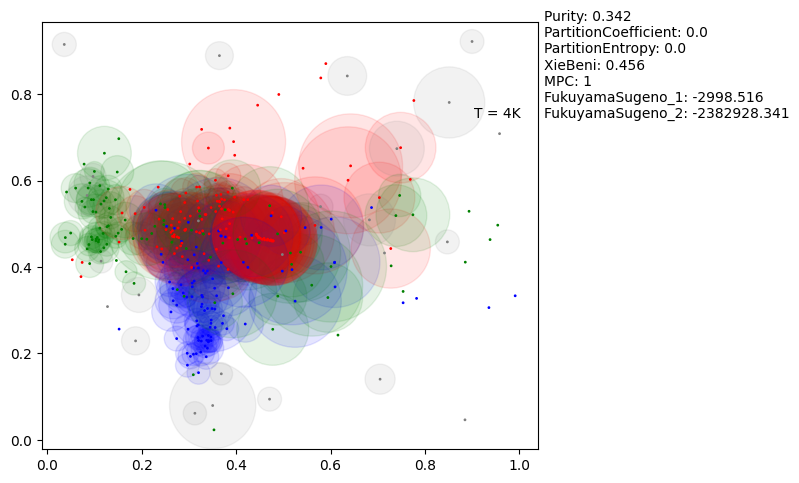 Purity: 0.342
PartitionCoefficient: 0.0
PartitionEntropy: 0.0
XieBeni: 0.456
MPC: 1
FukuyamaSugeno_1: -2998.516
FukuyamaSugeno_2: -2382928.341
T = 4K
0.8
0.6
0.4
0.2
0.0
0.0 0.2 0.4 0.6 0.8 1.0